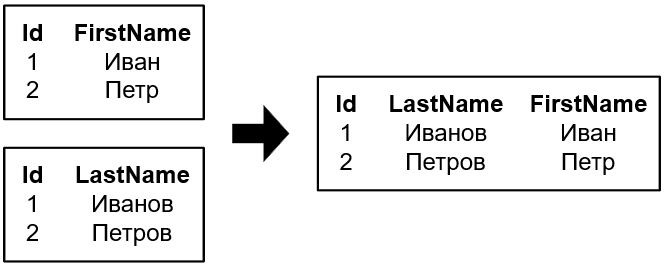 Id FirstName
1 Иван
2 Петр
Id LastName
1 Иванов
2 Петров
Id LastName FirstName
1 Иванов Иван
2 Петров Петр